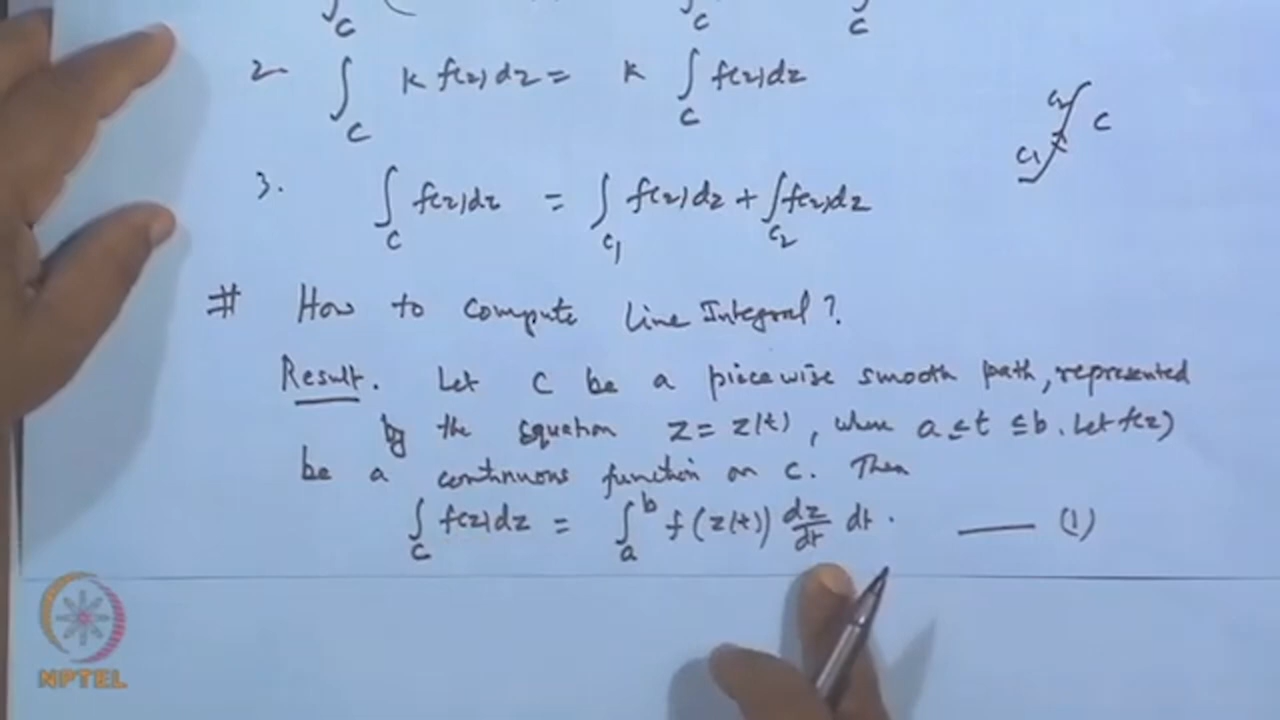 ∫ ( ∫ ∫
C C C
2. ∫_C k f(z) dz = k ∫_C f(z) dz
C₂ C
C₁
3. ∫_C f(z) dz = ∫_C₁ f(z) dz + ∫_C₂ f(z) dz
# How to Compute Line Integral?
Result. Let C be a piecewise smooth path, represented
by the equation z = z(t), where a ≤ t ≤ b. Let f(z)
be a continuous function on C. Then
∫_C f(z) dz = ∫_a^b f(z(t)) dz/dt dt. —— (1)
NPTEL